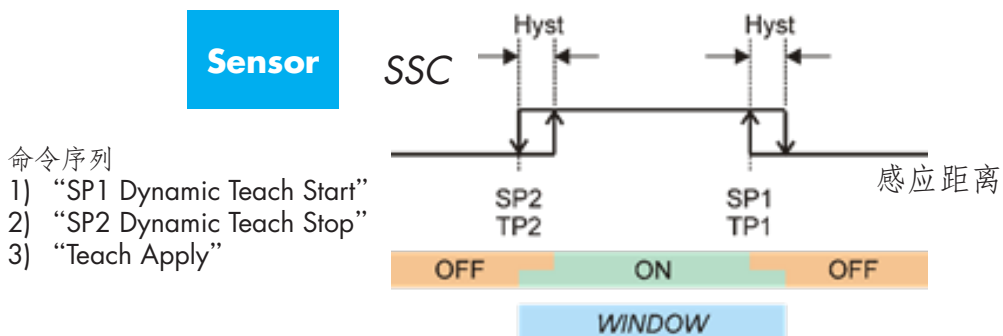 Hyst
Hyst
Sensor
SSC
命令序列
1) “SP1 Dynamic Teach Start”
2) “SP2 Dynamic Teach Stop”
3) “Teach Apply”
感应距离
SP2
SP1
TP2
TP1
OFF
ON
OFF
WINDOW